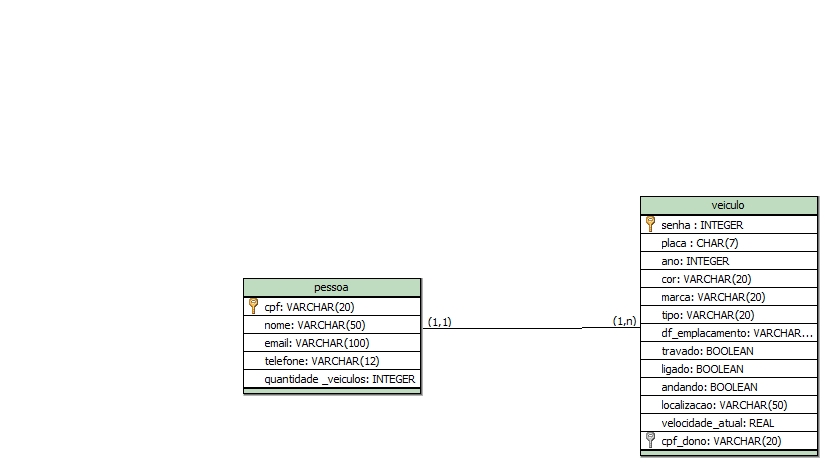 veiculo
senha : INTEGER
placa : CHAR(7)
ano: INTEGER
cor: VARCHAR(20)
marca: VARCHAR(20)
tipo: VARCHAR(20)
df_emplacamento: VARCHAR...
travado: BOOLEAN
ligado: BOOLEAN
andando: BOOLEAN
localizacao: VARCHAR(50)
velocidade_atual: REAL
cpf_dono: VARCHAR(20)
pessoa
cpf: VARCHAR(20)
nome: VARCHAR(50)
email: VARCHAR(100)
telefone: VARCHAR(12)
quantidade _veiculos: INTEGER
(1,1)
(1,n)